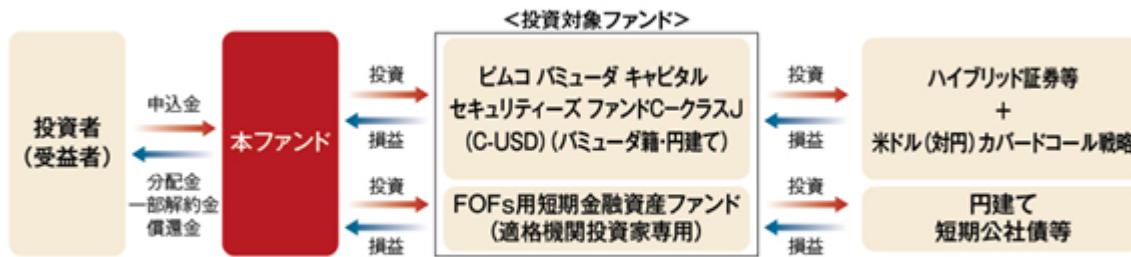 <投資対象ファンド>
投資者
(受益者)
申込金
分配金
一部解約金
償還金
本ファンド
投資
損益
投資
損益
ピムコ バミューダ キャピタル
セキュリティーズ ファンドC－クラスJ
(C-USD)(バミューダ籍・円建て)
FOFs用短期金融資産ファンド
(適格機関投資家専用)
投資
損益
投資
損益
ハイブリッド証券等
+
米ドル(対円)カバードコール戦略
円建て
短期公社債等